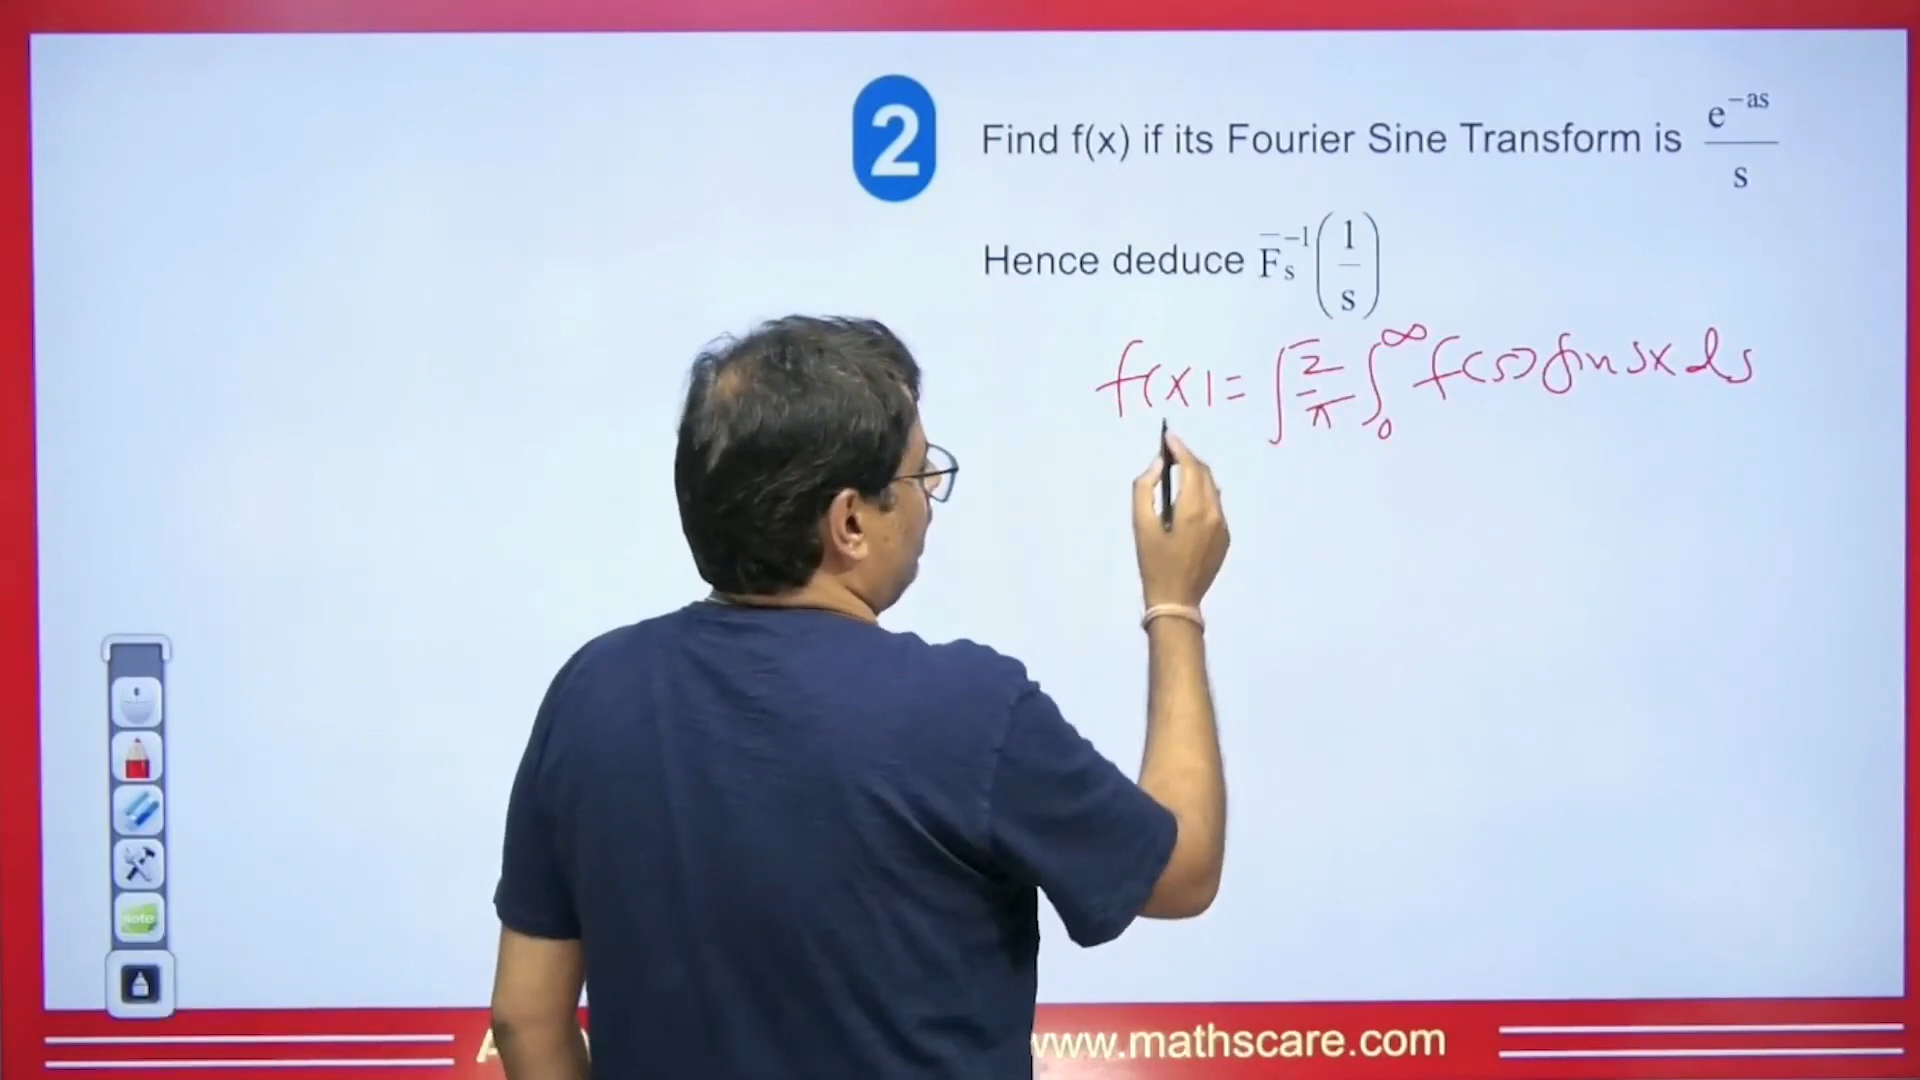 2 Find f(x) if its Fourier Sine Transform is e^{-as}/s
Hence deduce F̅ₛ⁻¹(1/s)
f(x) = √(2/π) ∫₀^∞ f(s) sin sx ds
note
www.mathscare.com